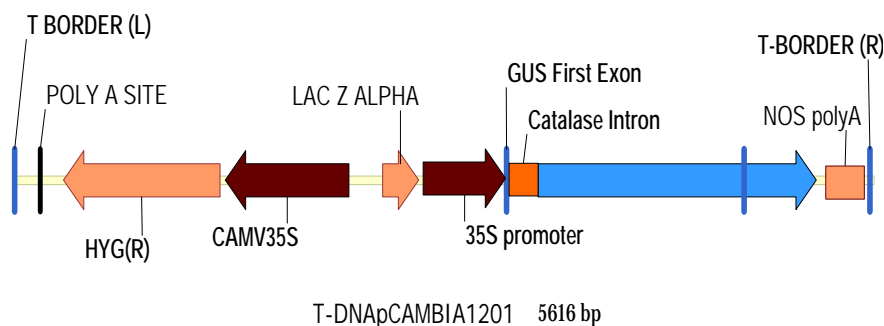 T BORDER (L)
T-BORDER (R)
GUS First Exon
POLY A SITE
LAC Z ALPHA
Catalase Intron
NOS polyA
HYG(R)
CAMV35S
35S promoter
T-DNApCAMBIA1201 5616 bp